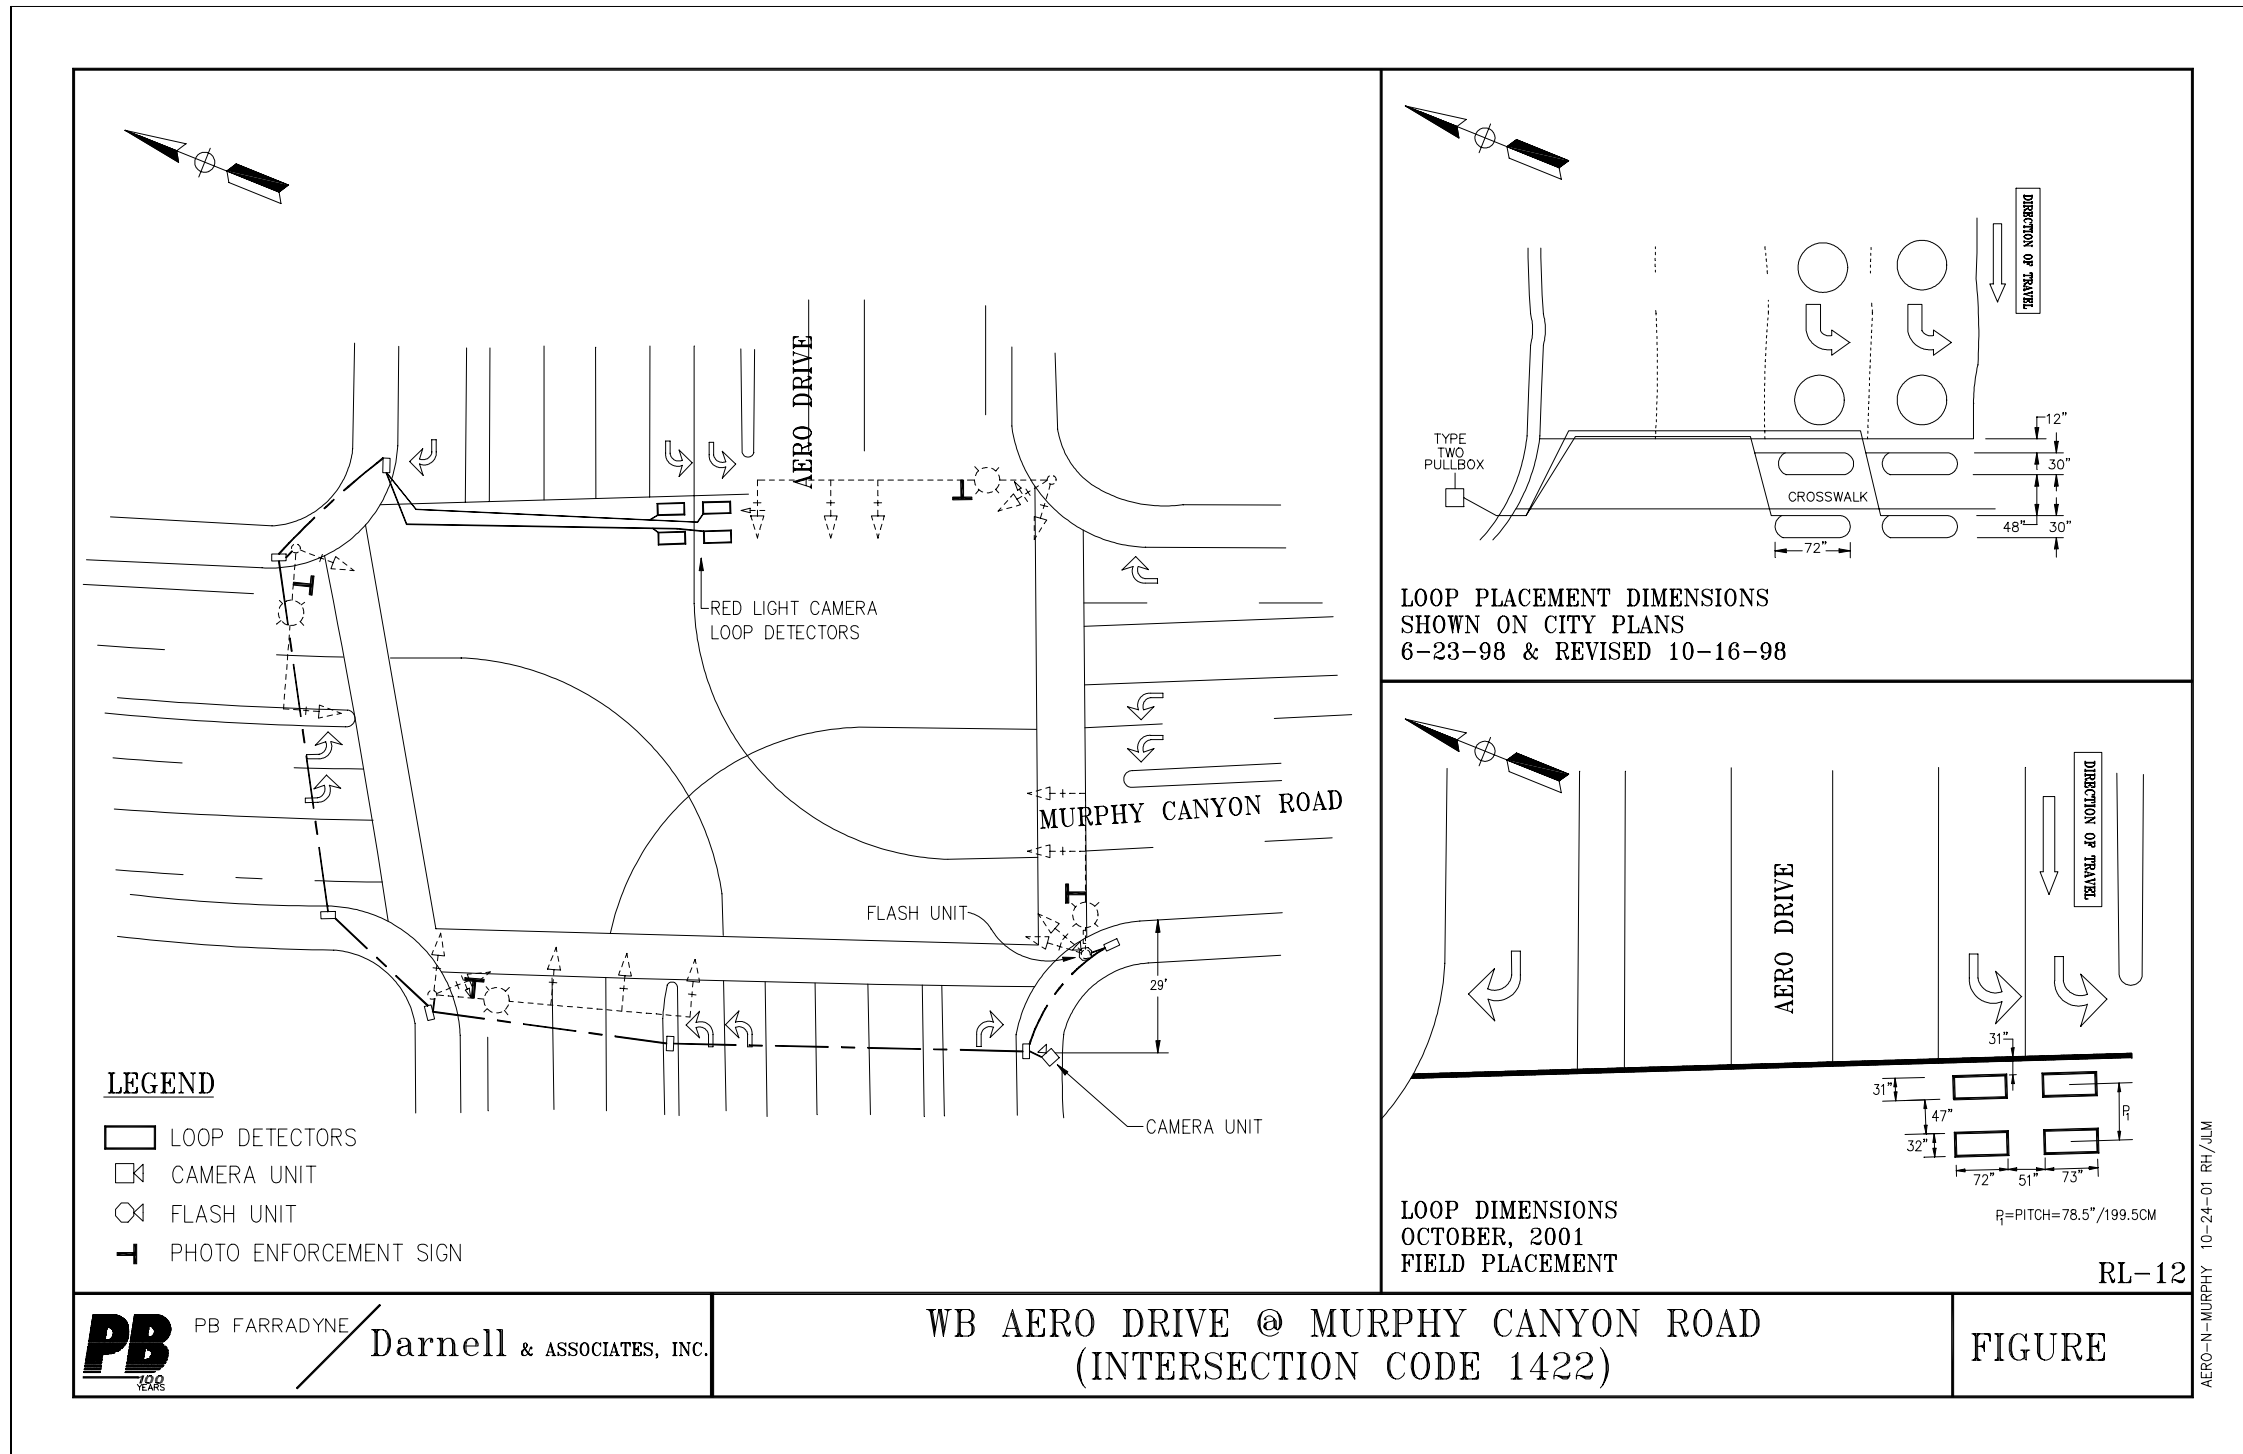 AERO DRIVE
RED LIGHT CAMERA
LOOP DETECTORS
MURPHY CANYON ROAD
FLASH UNIT
29'
CAMERA UNIT
LEGEND
LOOP DETECTORS
CAMERA UNIT
FLASH UNIT
PHOTO ENFORCEMENT SIGN
DIRECTION OF TRAVEL
12"
30"
TYPE
TWO
PULLBOX
CROSSWALK
48"
30"
72"
LOOP PLACEMENT DIMENSIONS
SHOWN ON CITY PLANS
6-23-98 & REVISED 10-16-98
DIRECTION OF TRAVEL
AERO DRIVE
31"
31"
47"
P1
32"
72"
51"
73"
P1=PITCH=78.5"/199.5CM
LOOP DIMENSIONS
OCTOBER, 2001
FIELD PLACEMENT
RL-12
PB
100
YEARS
PB FARRADYNE
Darnell & ASSOCIATES, INC.
WB AERO DRIVE @ MURPHY CANYON ROAD
(INTERSECTION CODE 1422)
FIGURE
AERO-N-MURPHY 10-24-01 RH/JLM